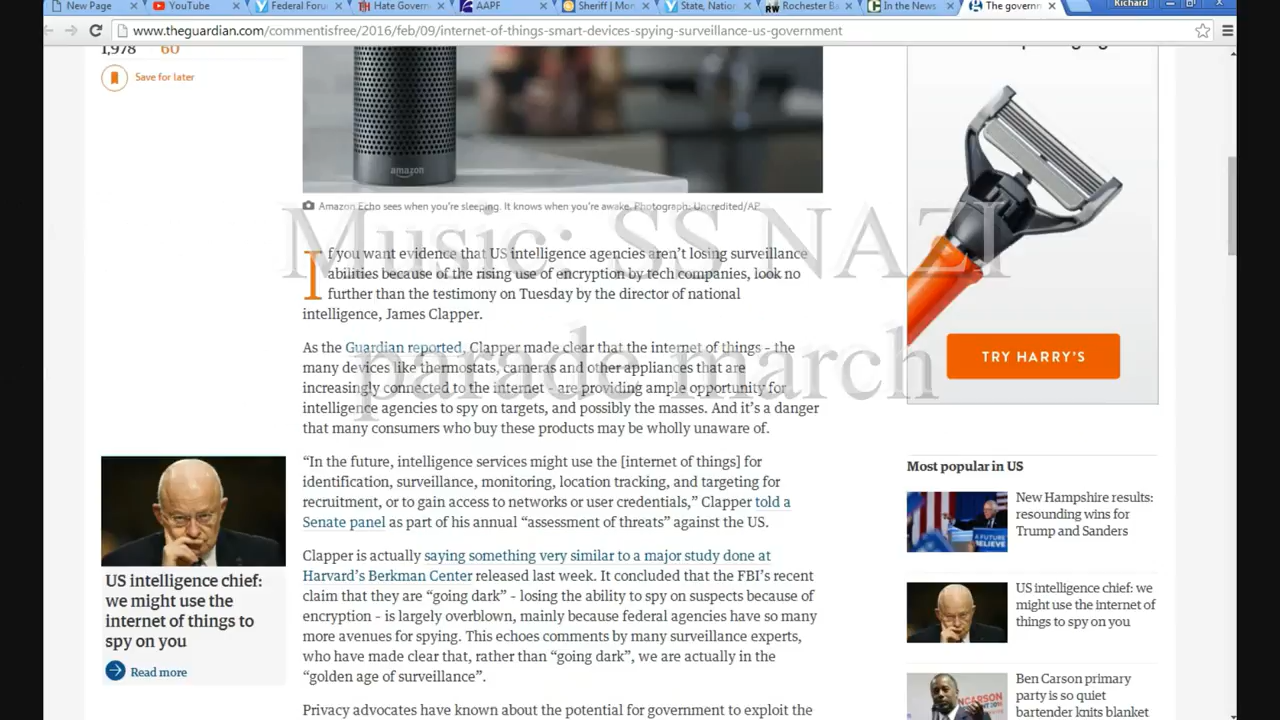 New Page
YouTube
Federal Foru
Hate Govern
AAPF
Sheriff | Mon
State, Nation
Rochester Ba
In the News
The governm
Richard
www.theguardian.com/commentisfree/2016/feb/09/internet-of-things-smart-devices-spying-surveillance-us-government
1,978 60
Save for later
amazon
Amazon Echo sees when you're sleeping. It knows when you're awake. Photograph: Uncredited/AP
Music: SS NAZI
parade march
If you want evidence that US intelligence agencies aren't losing surveillance
abilities because of the rising use of encryption by tech companies, look no
further than the testimony on Tuesday by the director of national
intelligence, James Clapper.
As the Guardian reported, Clapper made clear that the internet of things – the
many devices like thermostats, cameras and other appliances that are
increasingly connected to the internet – are providing ample opportunity for
intelligence agencies to spy on targets, and possibly the masses. And it's a danger
that many consumers who buy these products may be wholly unaware of.
“In the future, intelligence services might use the [internet of things] for
identification, surveillance, monitoring, location tracking, and targeting for
recruitment, or to gain access to networks or user credentials,” Clapper told a
Senate panel as part of his annual “assessment of threats” against the US.
Clapper is actually saying something very similar to a major study done at
Harvard's Berkman Center released last week. It concluded that the FBI's recent
claim that they are “going dark” – losing the ability to spy on suspects because of
encryption – is largely overblown, mainly because federal agencies have so many
more avenues for spying. This echoes comments by many surveillance experts,
who have made clear that, rather than “going dark”, we are actually in the
“golden age of surveillance”.
Privacy advocates have known about the potential for government to exploit the
US intelligence chief:
we might use the
internet of things to
spy on you
Read more
TRY HARRY'S
Most popular in US
New Hampshire results:
resounding wins for
Trump and Sanders
A FUTURE
BELIEVE
US intelligence chief: we
might use the internet of
things to spy on you
Ben Carson primary
party is so quiet
bartender knits blanket